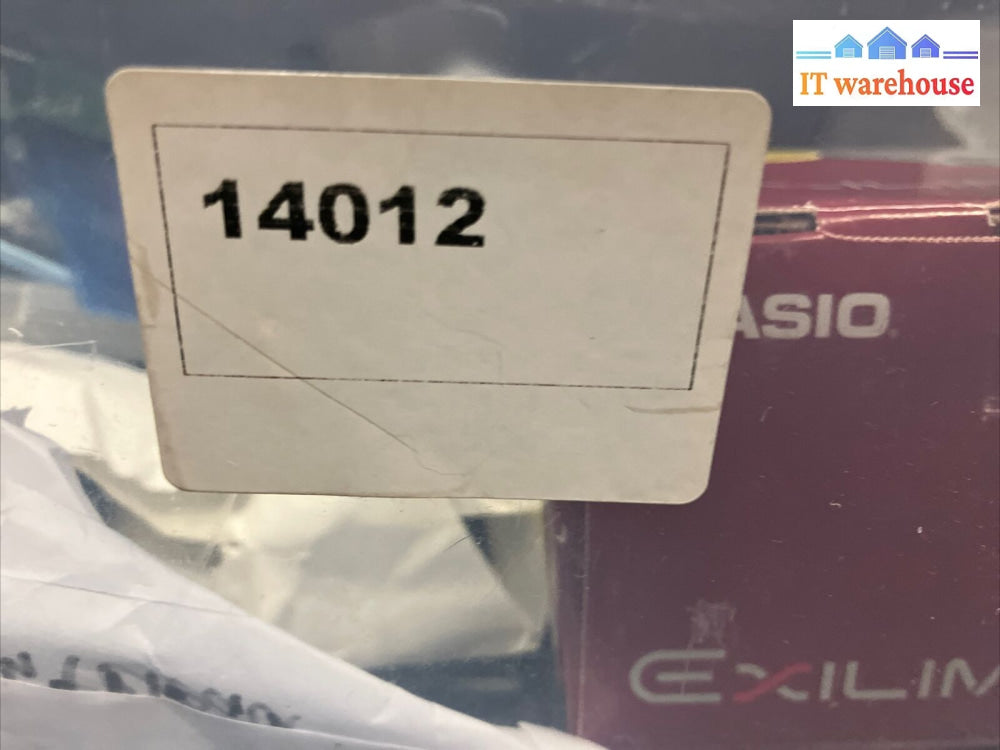 IT warehouse
14012
ASIO
EXILIM